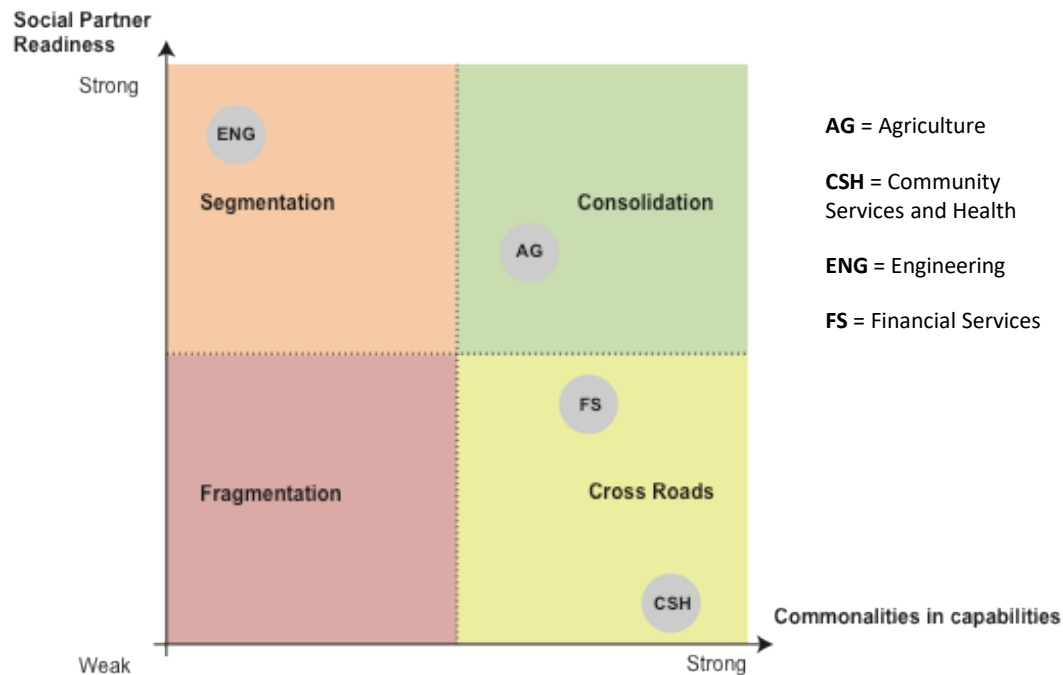 Social Partner
Readiness
Strong
ENG
Segmentation
Consolidation
AG
FS
Fragmentation
Cross Roads
CSH
Commonalities in capabilities
Weak
Strong
AG = Agriculture
CSH = Community
Services and Health
ENG = Engineering
FS = Financial Services